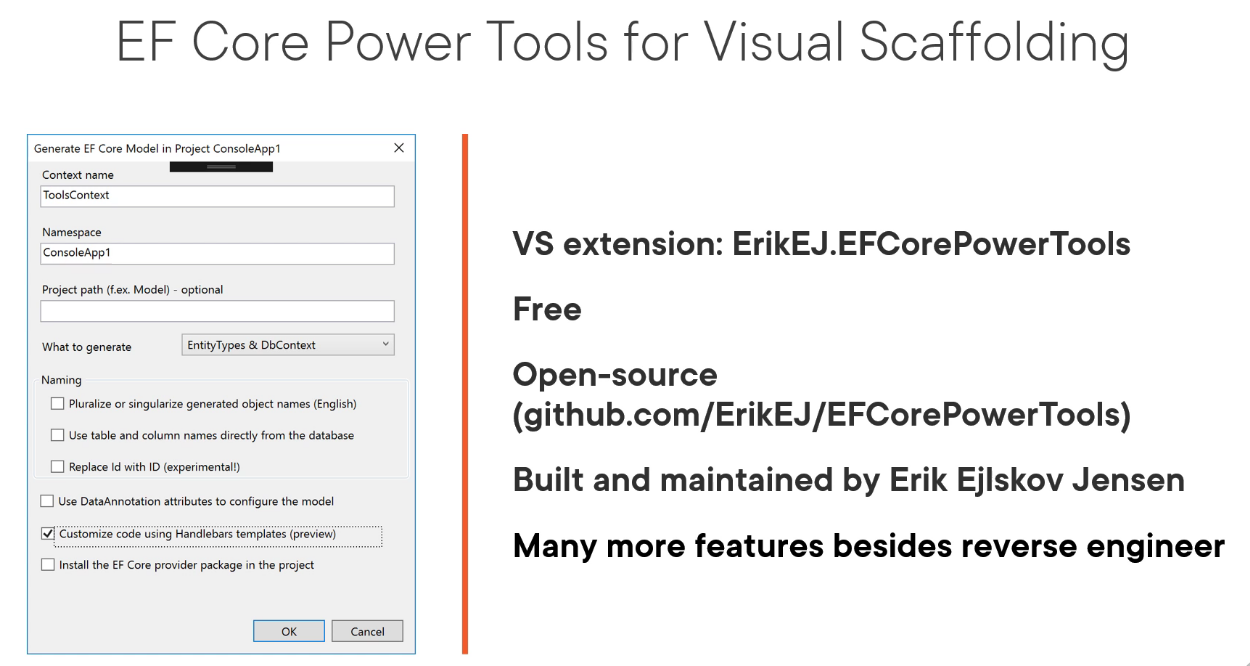 EF Core Power Tools for Visual Scaffolding
Generate EF Core Model in Project ConsoleApp1
Context name
ToolsContext
Namespace
ConsoleApp1
Project path (f.ex. Model) - optional
What to generate
EntityTypes & DbContext
Naming
Pluralize or singularize generated object names (English)
Use table and column names directly from the database
Replace Id with ID (experimental!)
Use DataAnnotation attributes to configure the model
Customize code using Handlebars templates (preview)
Install the EF Core provider package in the project
OK
Cancel
VS extension: ErikEJ.EFCorePowerTools
Free
Open-source
(github.com/ErikEJ/EFCorePowerTools)
Built and maintained by Erik Ejlskov Jensen
Many more features besides reverse engineer